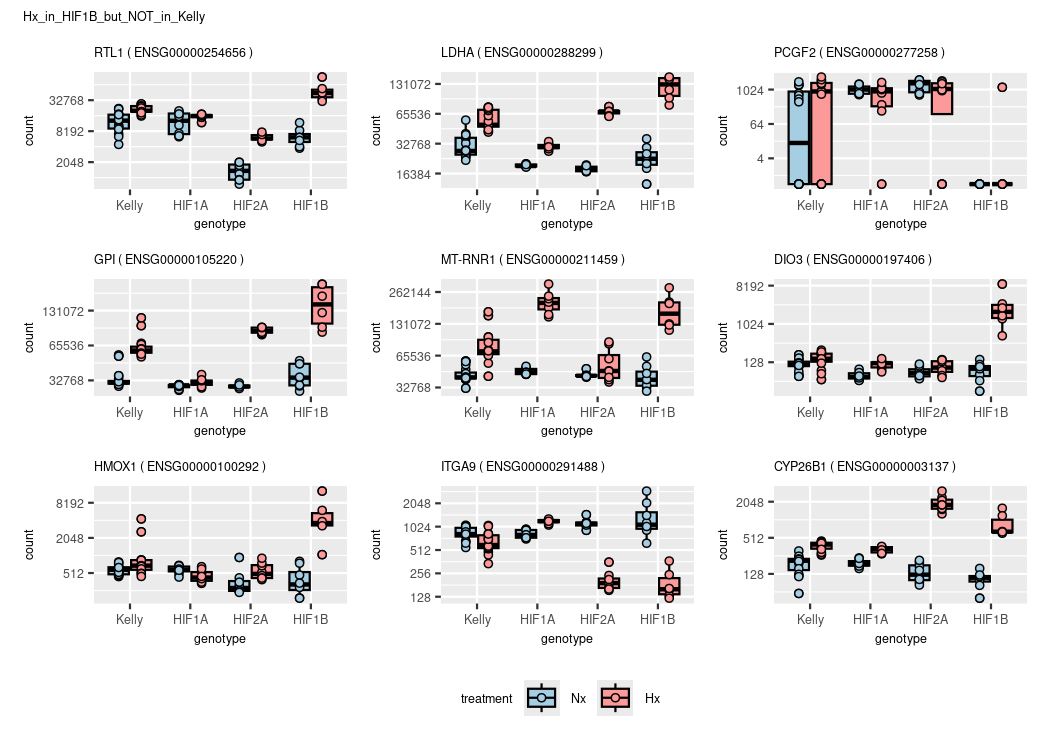 Hx_in_HIF1B_but_NOT_in_Kelly
RTL1 ( ENSG00000254656 )
LDHA ( ENSG00000288299 )
PCGF2 ( ENSG00000277258 )
count
32768
8192
2048
Kelly HIF1A HIF2A HIF1B
genotype
count
131072
65536
32768
16384
Kelly HIF1A HIF2A HIF1B
genotype
count
1024
64
4
Kelly HIF1A HIF2A HIF1B
genotype
GPI ( ENSG00000105220 )
MT-RNR1 ( ENSG00000211459 )
DIO3 ( ENSG00000197406 )
count
131072
65536
32768
Kelly HIF1A HIF2A HIF1B
genotype
count
262144
131072
65536
32768
Kelly HIF1A HIF2A HIF1B
genotype
count
8192
1024
128
Kelly HIF1A HIF2A HIF1B
genotype
HMOX1 ( ENSG00000100292 )
ITGA9 ( ENSG00000291488 )
CYP26B1 ( ENSG00000003137 )
count
8192
2048
512
Kelly HIF1A HIF2A HIF1B
genotype
count
2048
1024
512
256
128
Kelly HIF1A HIF2A HIF1B
genotype
count
2048
512
128
Kelly HIF1A HIF2A HIF1B
genotype
treatment Nx Hx